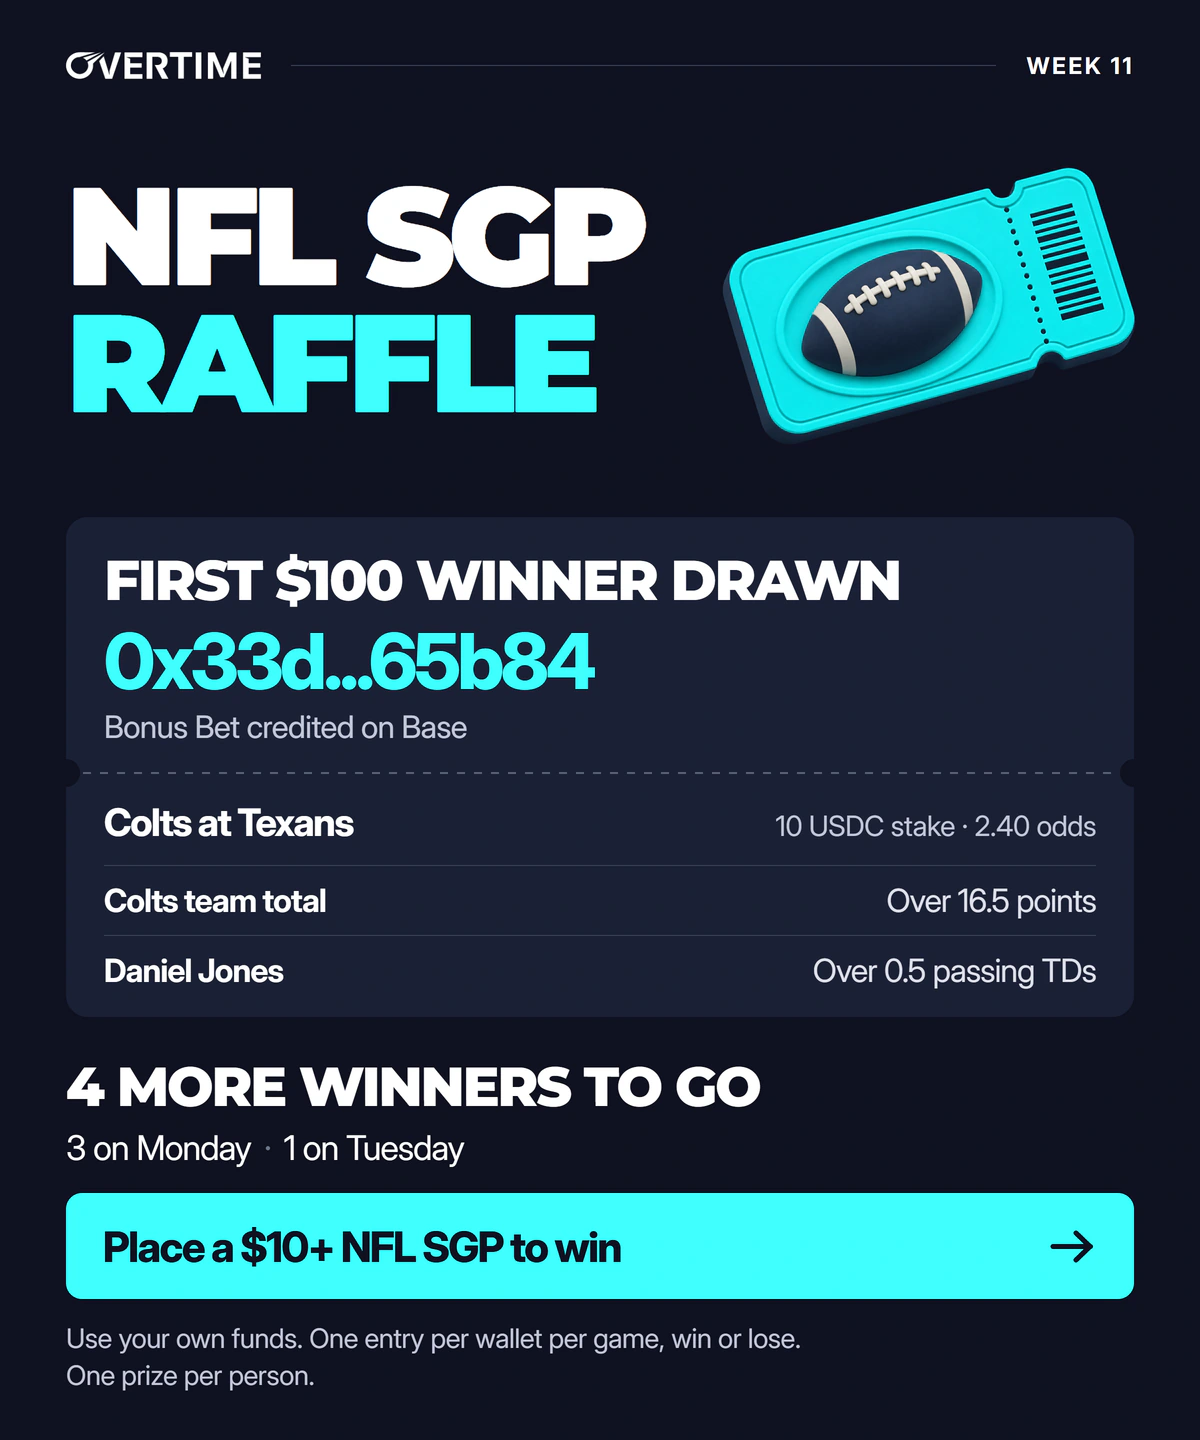 OVERTIME
WEEK 11
NFL SGP
RAFFLE
FIRST $100 WINNER DRAWN
0x33d...65b84
Bonus Bet credited on Base
Colts at Texans
10 USDC stake · 2.40 odds
Colts team total
Over 16.5 points
Daniel Jones
Over 0.5 passing TDs
4 MORE WINNERS TO GO
3 on Monday · 1 on Tuesday
Place a $10+ NFL SGP to win
Use your own funds. One entry per wallet per game, win or lose.
One prize per person.